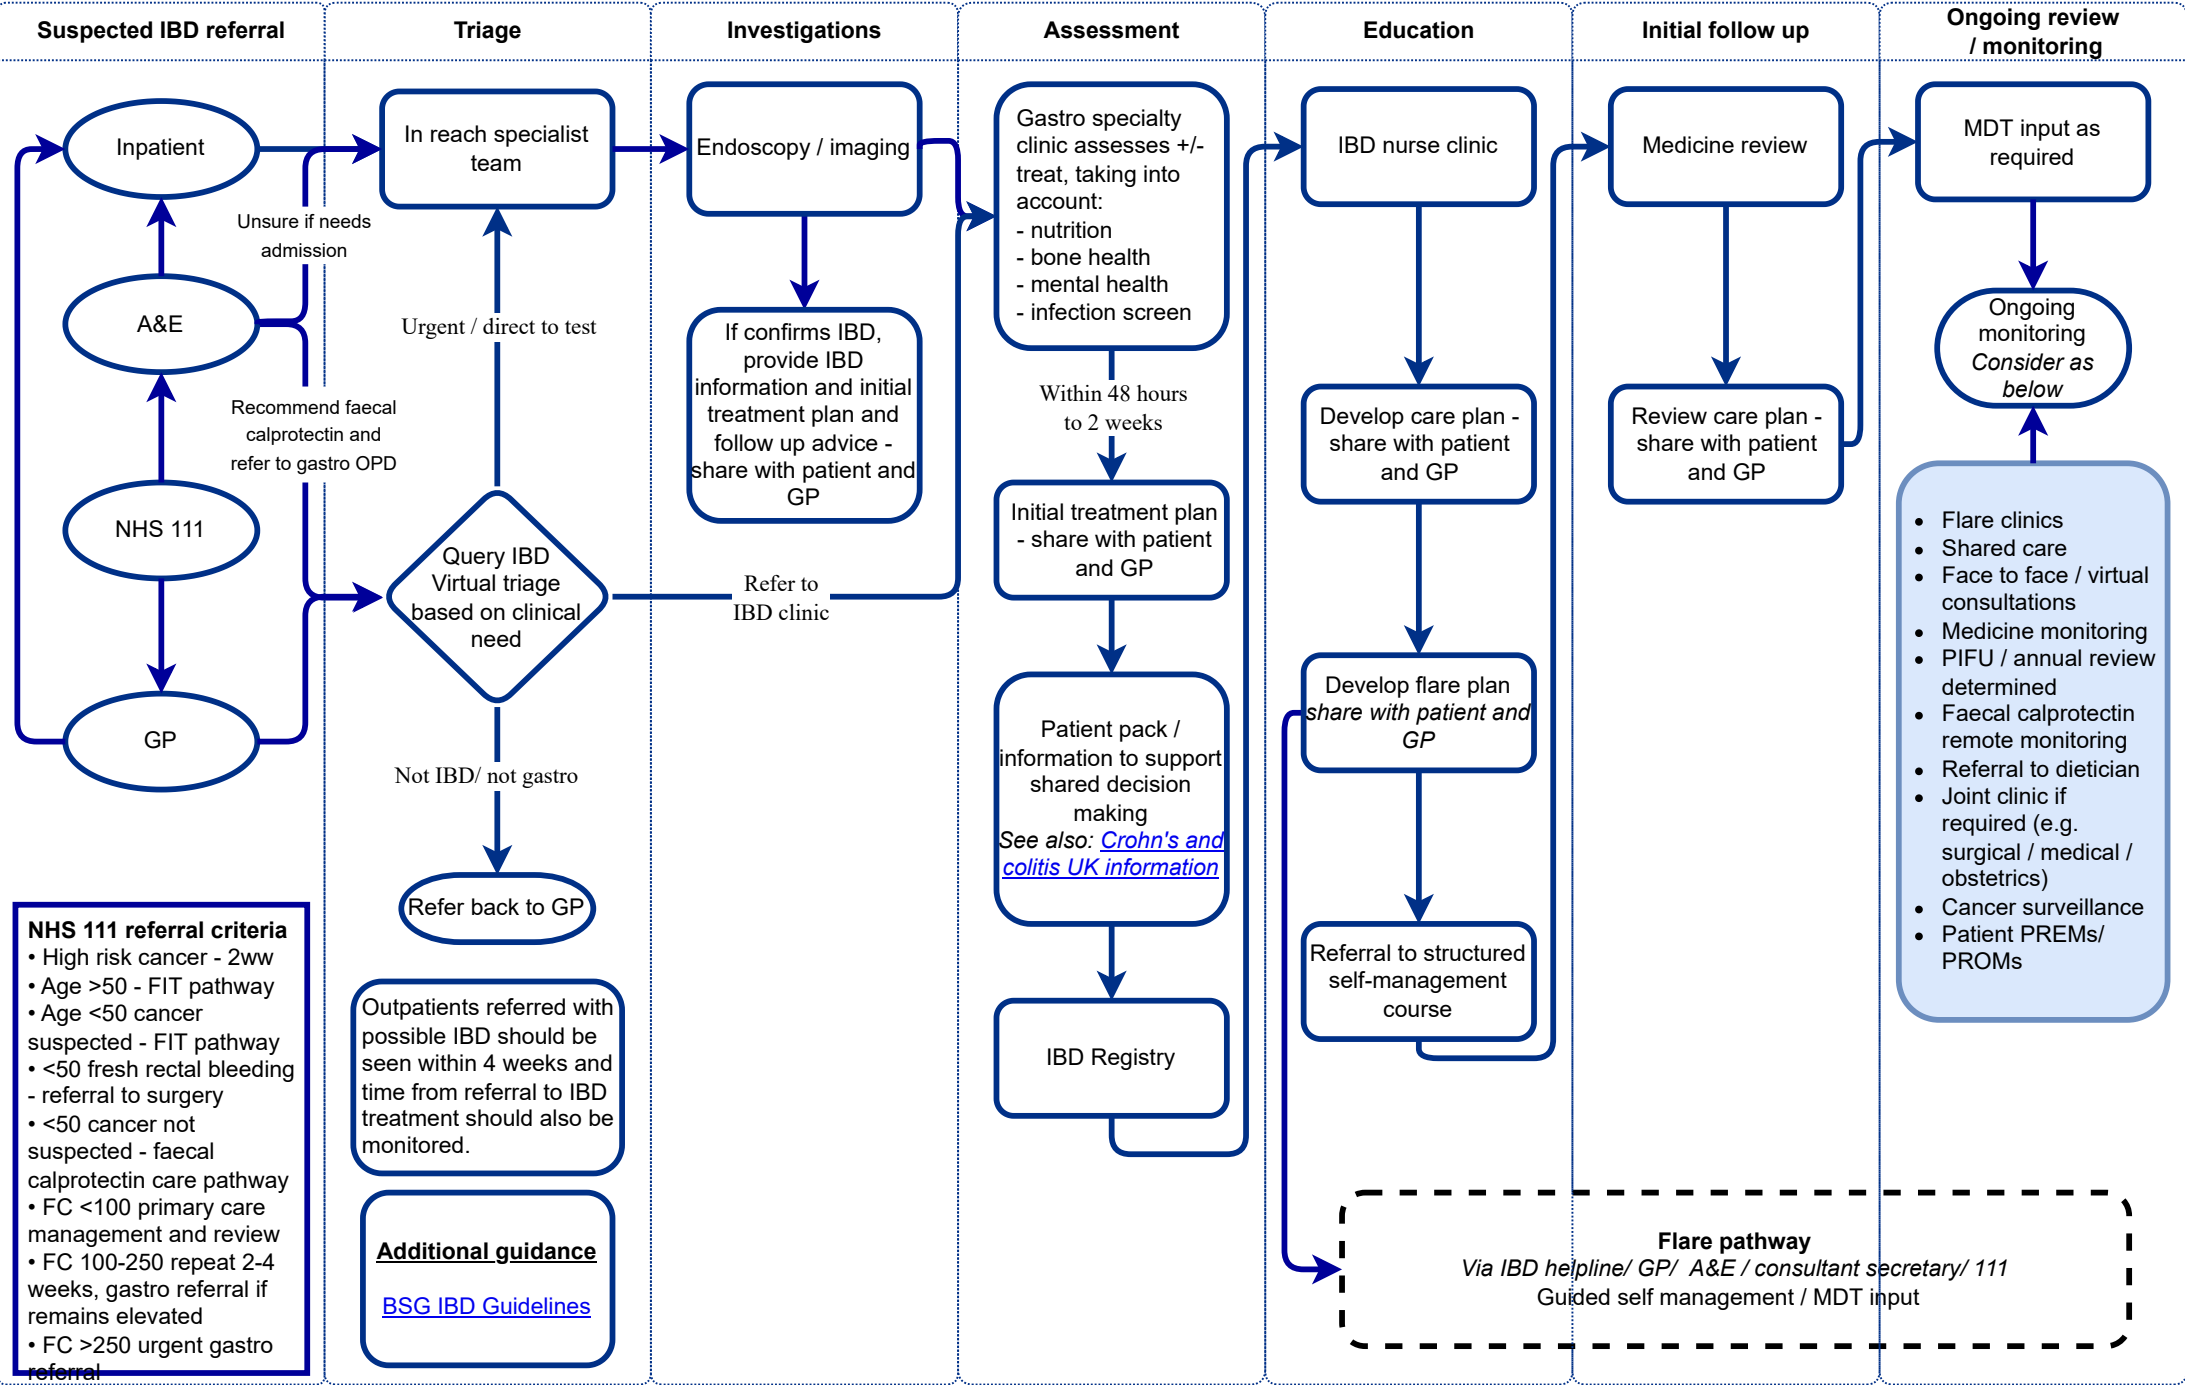 Suspected IBD referral
Triage
Investigations
Assessment
Education
Initial follow up
Ongoing review
/ monitoring
Inpatient
Unsure if needs
admission
A&E
Recommend faecal
calprotectin and
refer to gastro OPD
NHS 111
GP
NHS 111 referral criteria
• High risk cancer - 2ww
• Age >50 - FIT pathway
• Age <50 cancer
suspected - FIT pathway
• <50 fresh rectal bleeding
- referral to surgery
• <50 cancer not
suspected - faecal
calprotectin care pathway
• FC <100 primary care
management and review
• FC 100-250 repeat 2-4
weeks, gastro referral if
remains elevated
• FC >250 urgent gastro
referral
In reach specialist
team
Urgent / direct to test
Query IBD
Virtual triage
based on clinical
need
Refer to
IBD clinic
Not IBD/ not gastro
Refer back to GP
Outpatients referred with
possible IBD should be
seen within 4 weeks and
time from referral to IBD
treatment should also be
monitored.
Additional guidance
BSG IBD Guidelines
Endoscopy / imaging
If confirms IBD,
provide IBD
information and initial
treatment plan and
follow up advice -
share with patient and
GP
Gastro specialty
clinic assesses +/-
treat, taking into
account:
- nutrition
- bone health
- mental health
- infection screen
Within 48 hours
to 2 weeks
Initial treatment plan
- share with patient
and GP
Patient pack /
information to support
shared decision
making
See also: Crohn's and
colitis UK information
IBD Registry
IBD nurse clinic
Develop care plan -
share with patient
and GP
Develop flare plan
share with patient and
GP
Referral to structured
self-management
course
Medicine review
Review care plan -
share with patient
and GP
MDT input as
required
Ongoing
monitoring
Consider as
below
• Flare clinics
• Shared care
• Face to face / virtual
consultations
• Medicine monitoring
• PIFU / annual review
determined
• Faecal calprotectin
remote monitoring
• Referral to dietician
• Joint clinic if
required (e.g.
surgical / medical /
obstetrics)
• Cancer surveillance
• Patient PREMs/
PROMs
Flare pathway
Via IBD helpline/ GP/ A&E / consultant secretary/ 111
Guided self management / MDT input